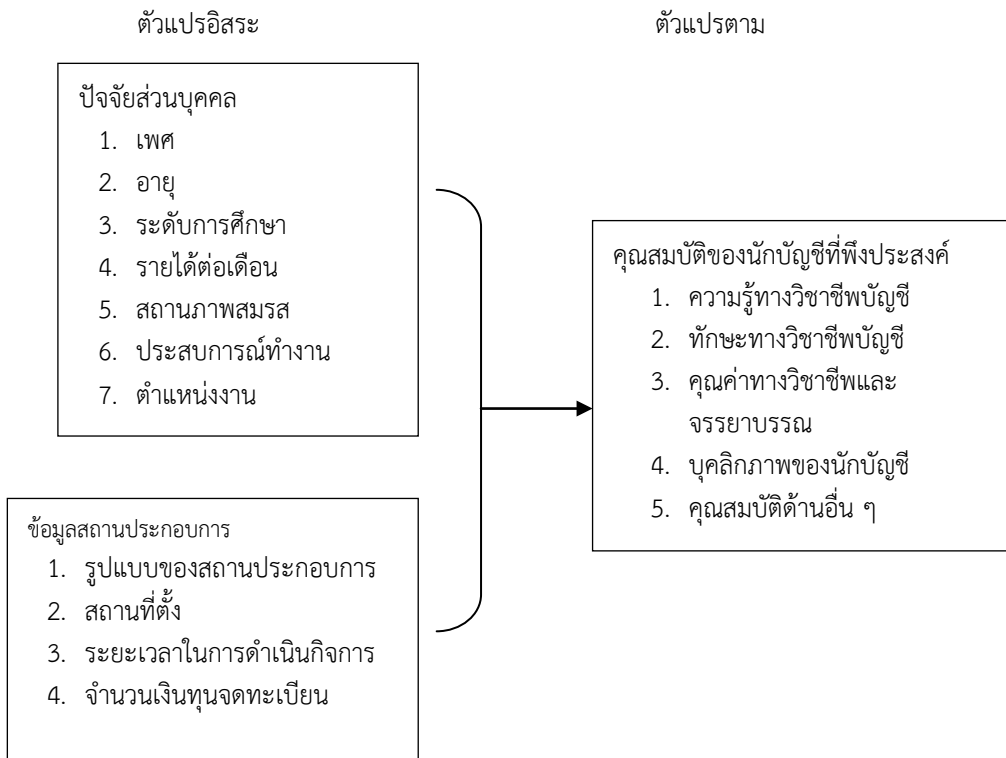 ตัวแปรอิสระ
ตัวแปรตาม
ปัจจัยส่วนบุคคล
1. เพศ
2. อายุ
3. ระดับการศึกษา
4. รายได้ต่อเดือน
5. สถานภาพสมรส
6. ประสบการณ์ทำงาน
7. ตำแหน่งงาน
ข้อมูลสถานประกอบการ
1. รูปแบบของสถานประกอบการ
2. สถานที่ตั้ง
3. ระยะเวลาในการดำเนินกิจการ
4. จำนวนเงินทุนจดทะเบียน
คุณสมบัติของนักบัญชีที่พึงประสงค์
1. ความรู้ทางวิชาชีพบัญชี
2. ทักษะทางวิชาชีพบัญชี
3. คุณค่าทางวิชาชีพและ
จรรยาบรรณ
4. บุคลิกภาพของนักบัญชี
5. คุณสมบัติด้านอื่น ๆ